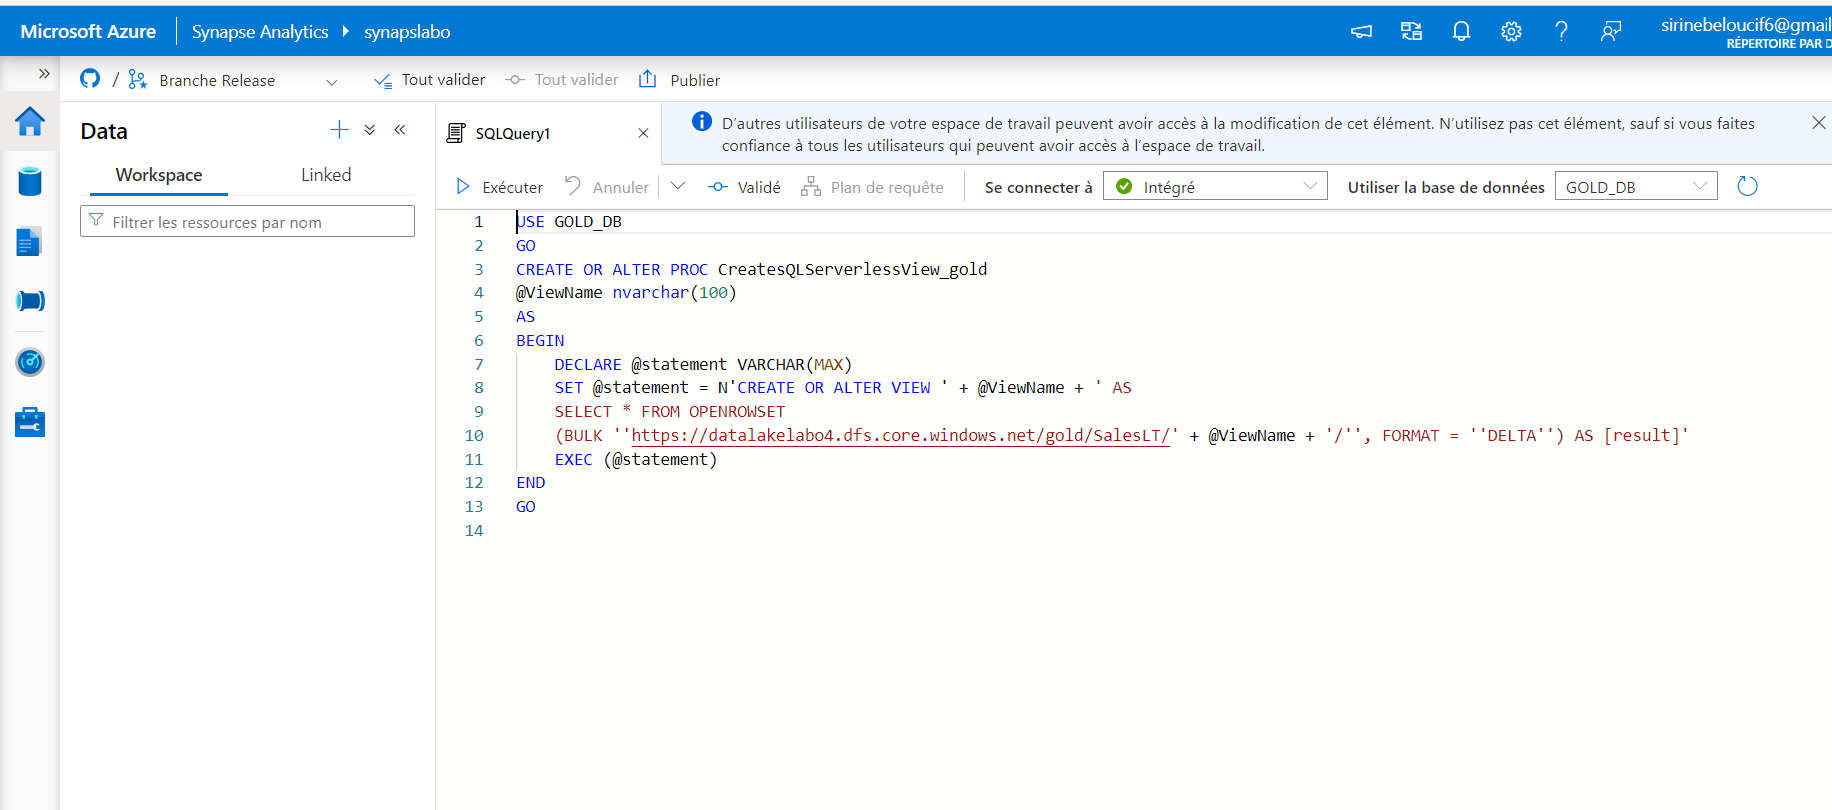 Microsoft Azure
Synapse Analytics
synapslabo
sirinebeloucif6@gmail
RÉPERTOIRE PAR D
/ Branche Release
Tout valider
Tout valider
Publier
Data
Workspace
Linked
Filtrer les ressources par nom
SQLQuery1
D'autres utilisateurs de votre espace de travail peuvent avoir accès à la modification de cet élément. N'utilisez pas cet élément, sauf si vous faites
confiance à tous les utilisateurs qui peuvent avoir accès à l'espace de travail.
Exécuter
Annuler
Validé
Plan de requête
Se connecter à
Intégré
Utiliser la base de données
GOLD_DB
1 USE GOLD_DB
2 GO
3 CREATE OR ALTER PROC CreatesQLServerlessView_gold
4 @ViewName nvarchar(100)
5 AS
6 BEGIN
7 DECLARE @statement VARCHAR(MAX)
8 SET @statement = N'CREATE OR ALTER VIEW ' + @ViewName + ' AS
9 SELECT * FROM OPENROWSET
10 (BULK ''https://datalakelabo4.dfs.core.windows.net/gold/SalesLT/' + @ViewName + '/'', FORMAT = ''DELTA'') AS [result]'
11 EXEC (@statement)
12 END
13 GO
14